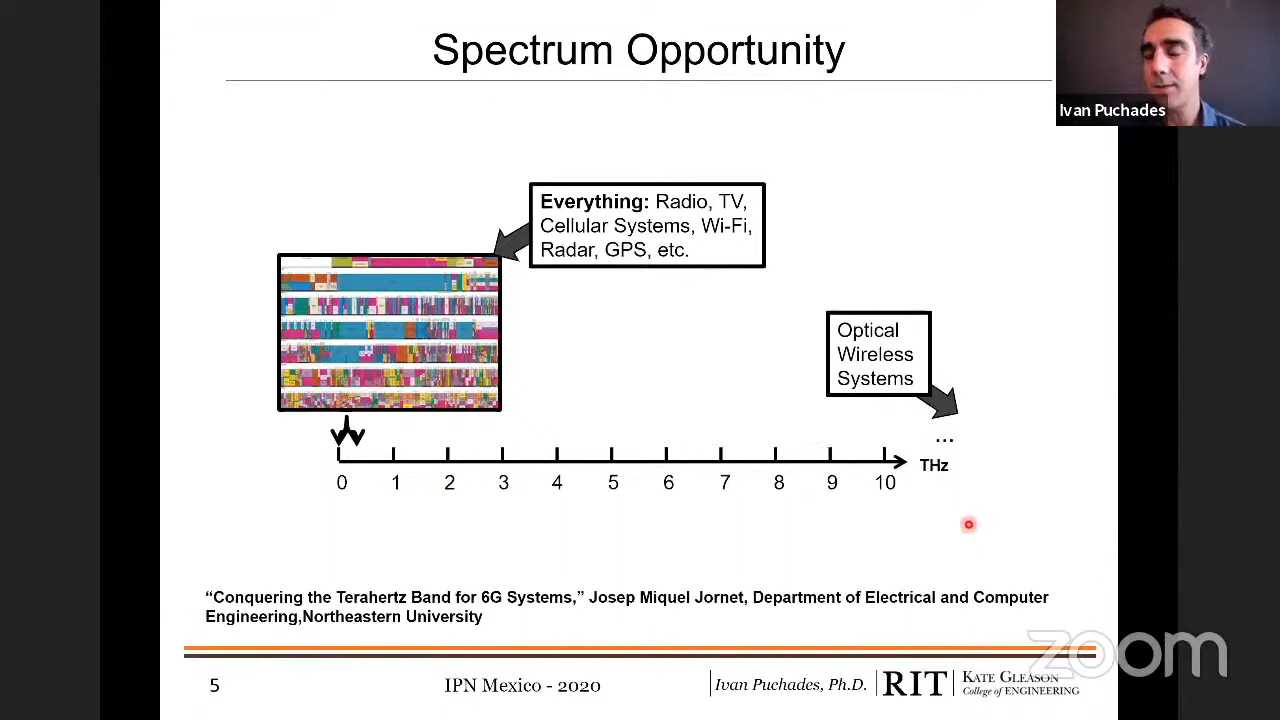 Spectrum Opportunity
Ivan Puchades
Everything: Radio, TV,
Cellular Systems, Wi-Fi,
Radar, GPS, etc.
Optical
Wireless
Systems
...
THz
0 1 2 3 4 5 6 7 8 9 10
“Conquering the Terahertz Band for 6G Systems,” Josep Miquel Jornet, Department of Electrical and Computer
Engineering,Northeastern University
zoom
5
IPN Mexico - 2020
Ivan Puchades, Ph.D.
RIT
KATE GLEASON
College of ENGINEERING